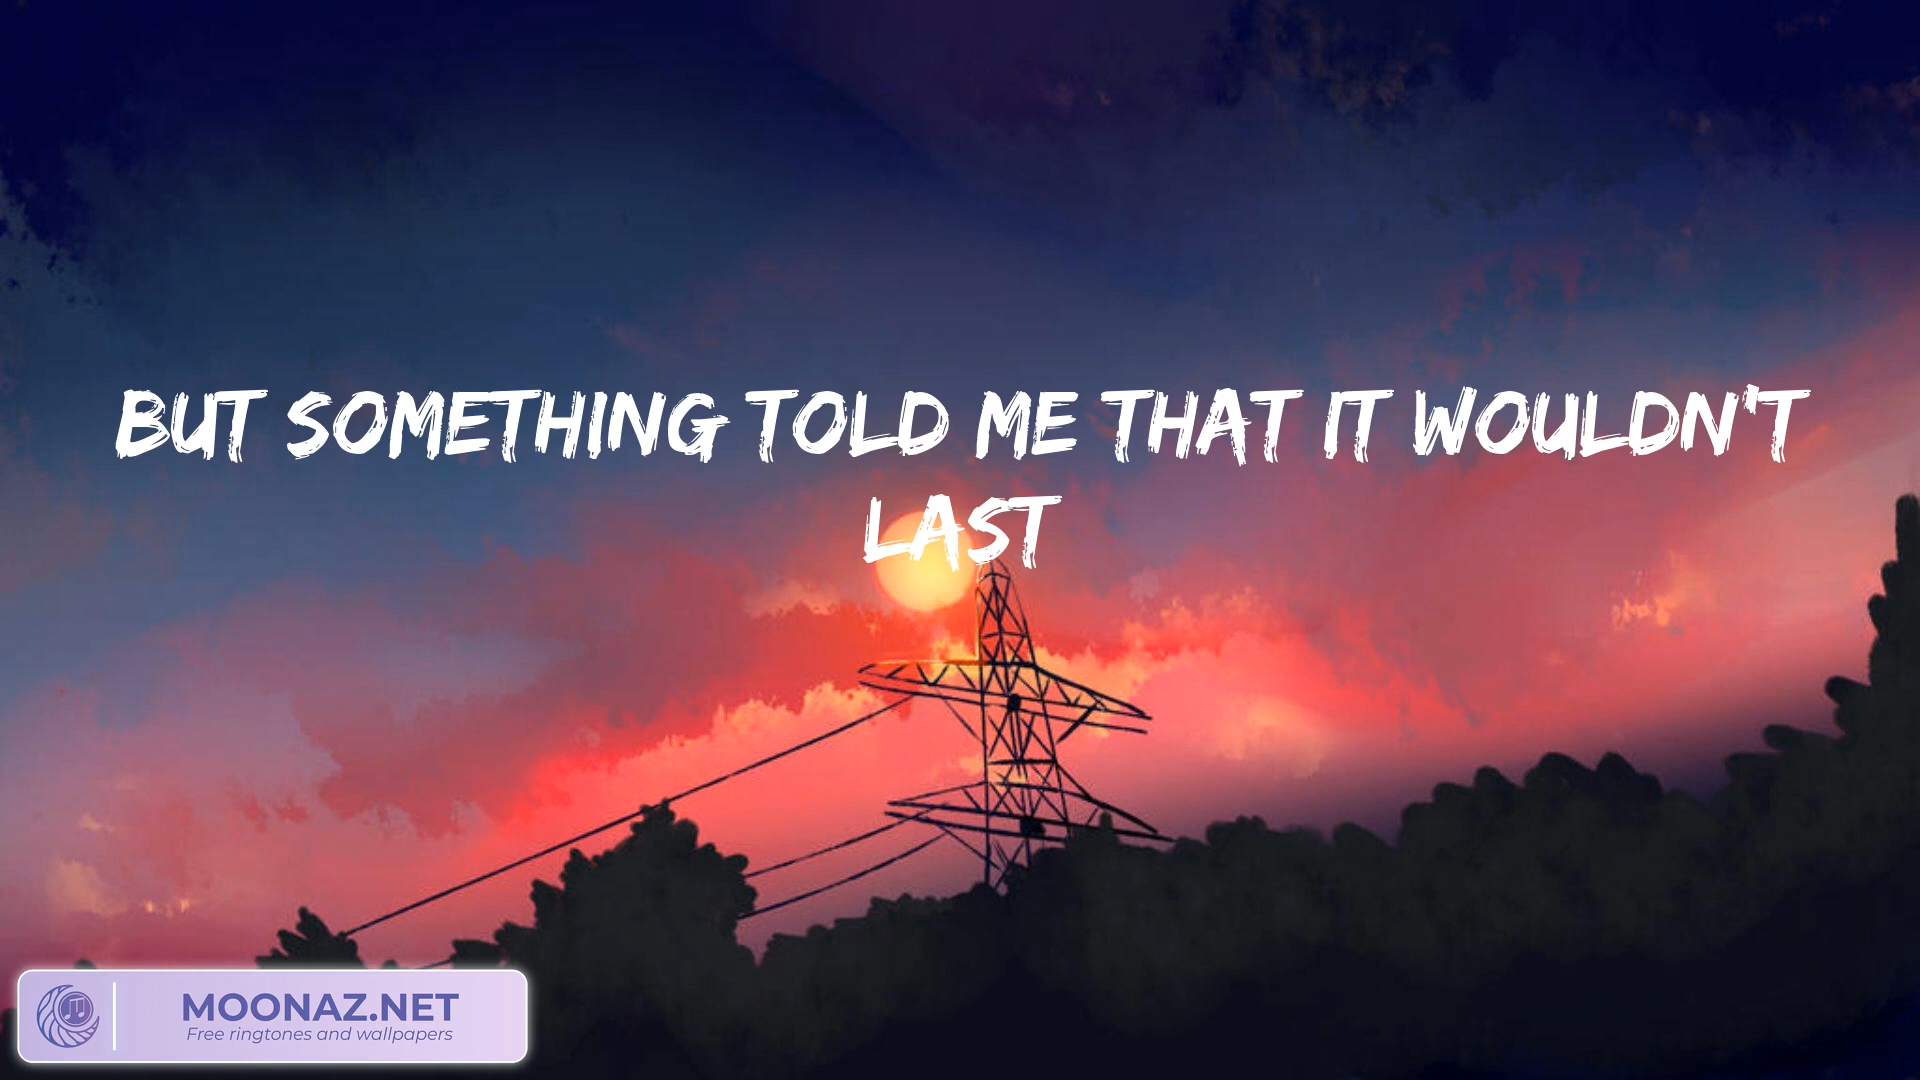 BUT SOMETHING TOLD ME THAT IT WOULDN'T
LAST
MOONAZ.NET
Free ringtones and wallpapers